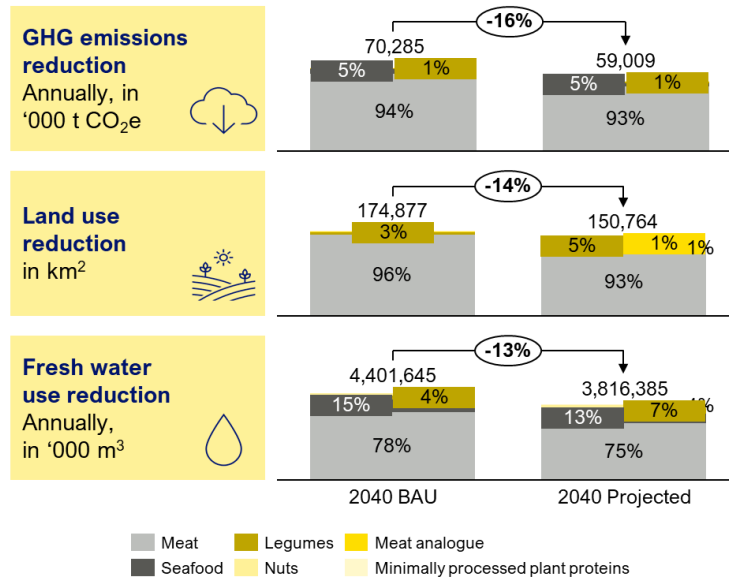 GHG emissions
reduction
Annually, in
‘000 t CO₂e
-16%
70,285
59,009
5%
1%
5%
1%
94%
93%
Land use
reduction
in km²
-14%
174,877
150,764
3%
5%
1%
1%
96%
93%
Fresh water
use reduction
Annually,
in ‘000 m³
-13%
4,401,645
3,816,385
15%
4%
13%
7%
78%
75%
2040 BAU
2040 Projected
Meat
Legumes
Meat analogue
Seafood
Nuts
Minimally processed plant proteins